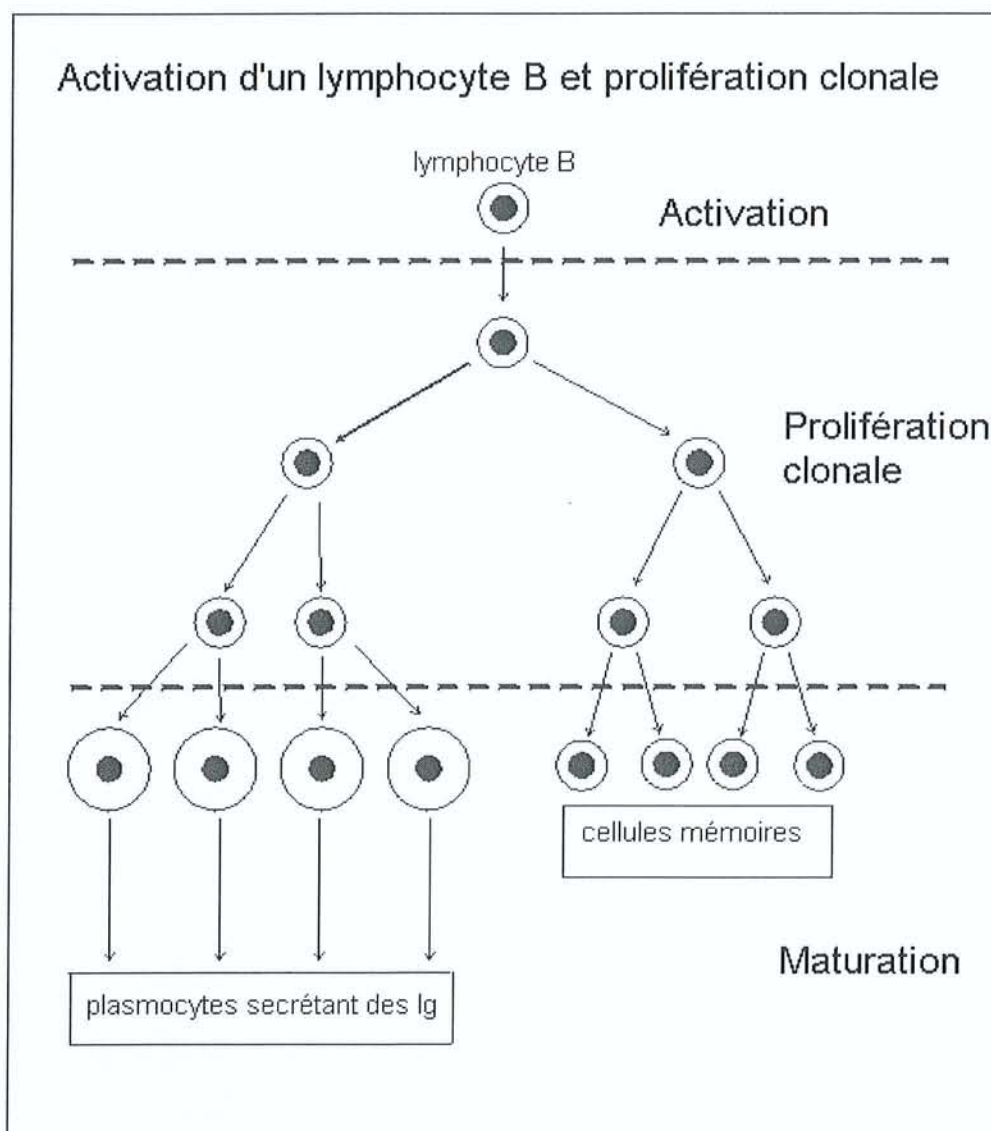 Activation d'un lymphocyte B et prolifération clonale
lymphocyte B
Activation
Prolifération
clonale
cellules mémoires
Maturation
plasmocytes secrétant des Ig